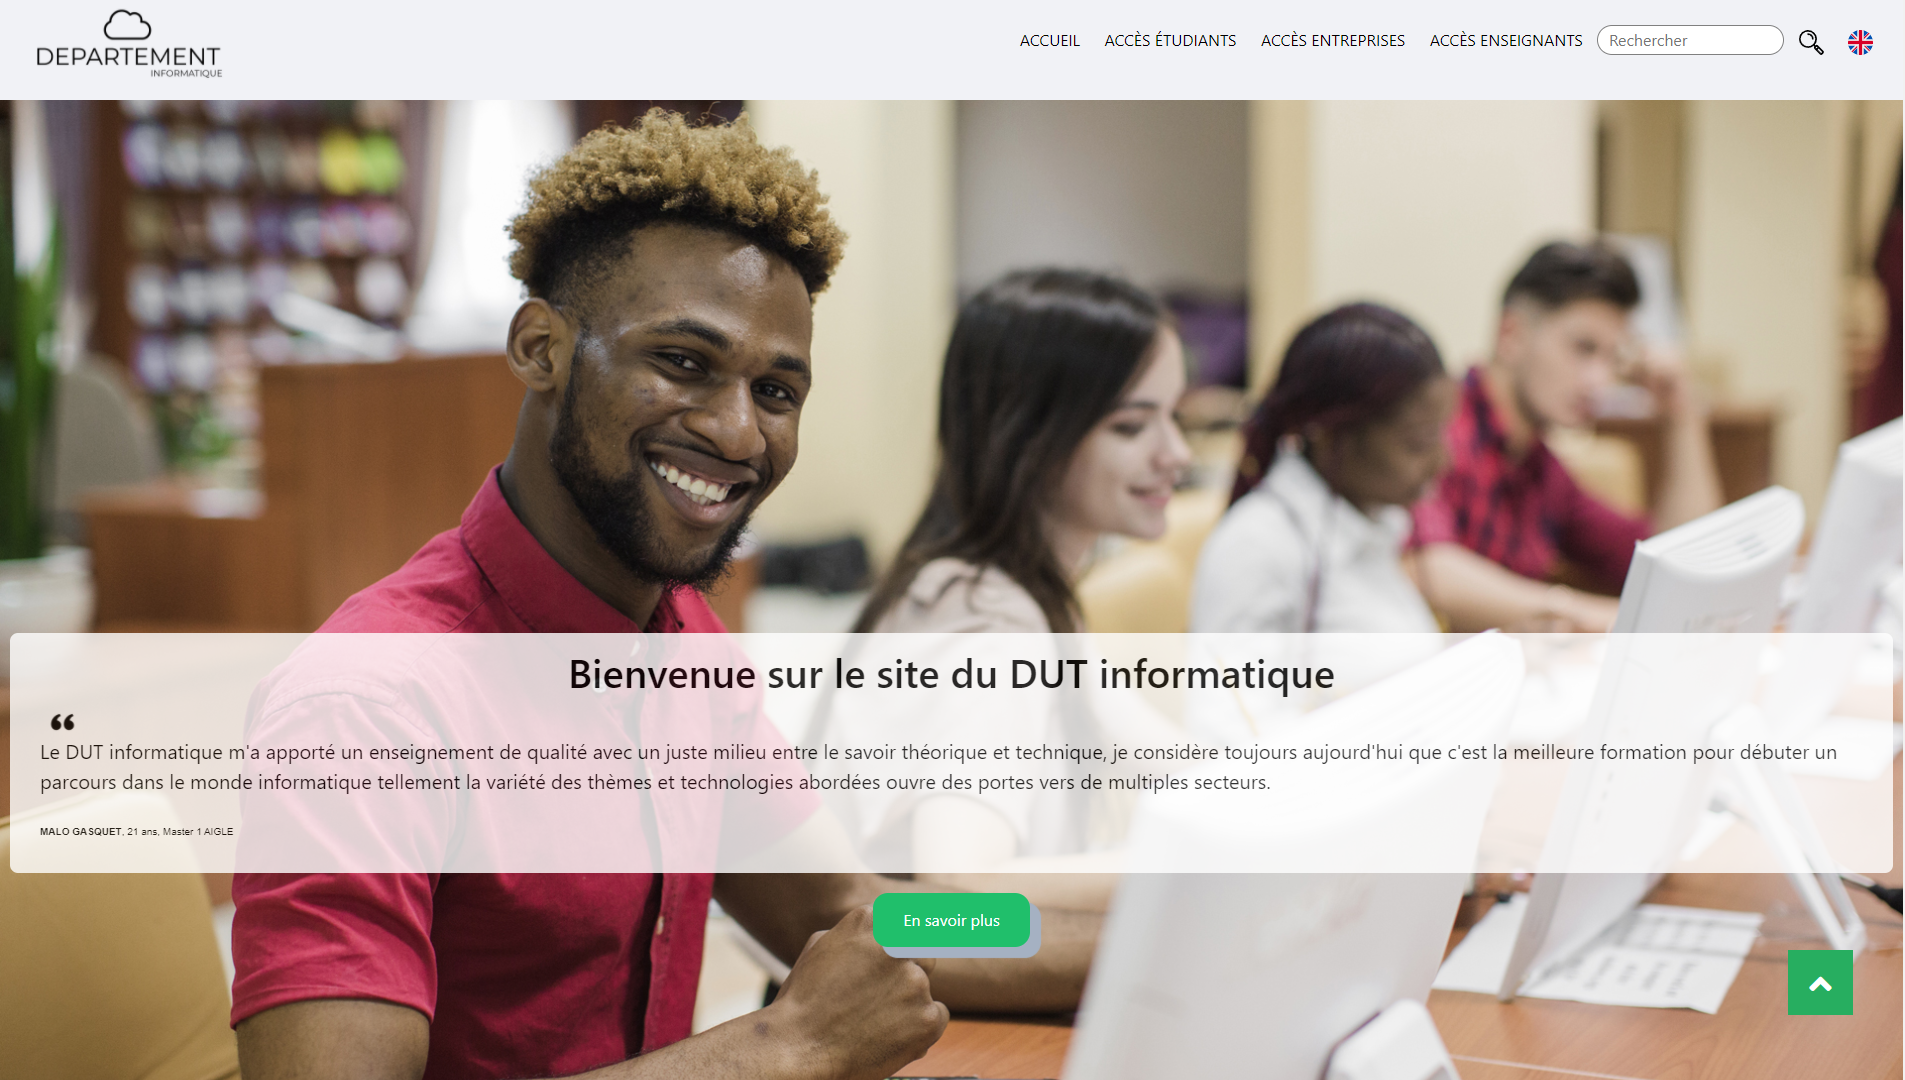 DEPARTEMENT
INFORMATIQUE
ACCUEIL ACCÈS ÉTUDIANTS ACCÈS ENTREPRISES ACCÈS ENSEIGNANTS Rechercher
Bienvenue sur le site du DUT informatique
“
Le DUT informatique m'a apporté un enseignement de qualité avec un juste milieu entre le savoir théorique et technique, je considère toujours aujourd'hui que c'est la meilleure formation pour débuter un
parcours dans le monde informatique tellement la variété des thèmes et technologies abordées ouvre des portes vers de multiples secteurs.
MALO GASQUET, 21 ans, Master 1 AIGLE
En savoir plus